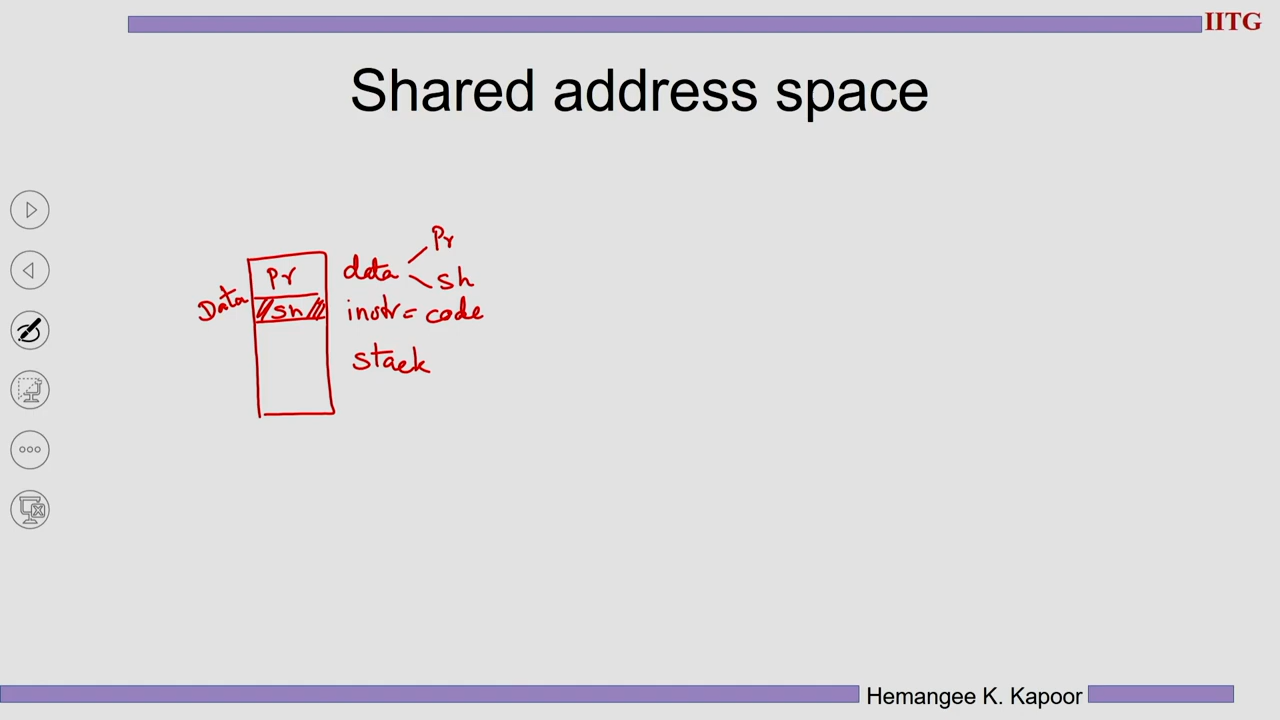 IITG
Shared address space
Pr
Pr data
sh
Data sh instr = code
stack
Hemangee K. Kapoor